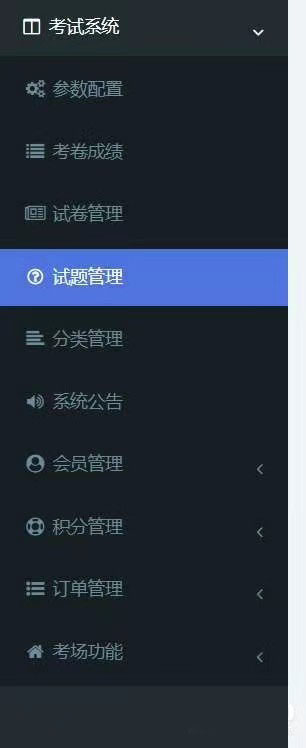 考试系统
参数配置
考卷成绩
试卷管理
试题管理
分类管理
系统公告
会员管理
积分管理
订单管理
考场功能